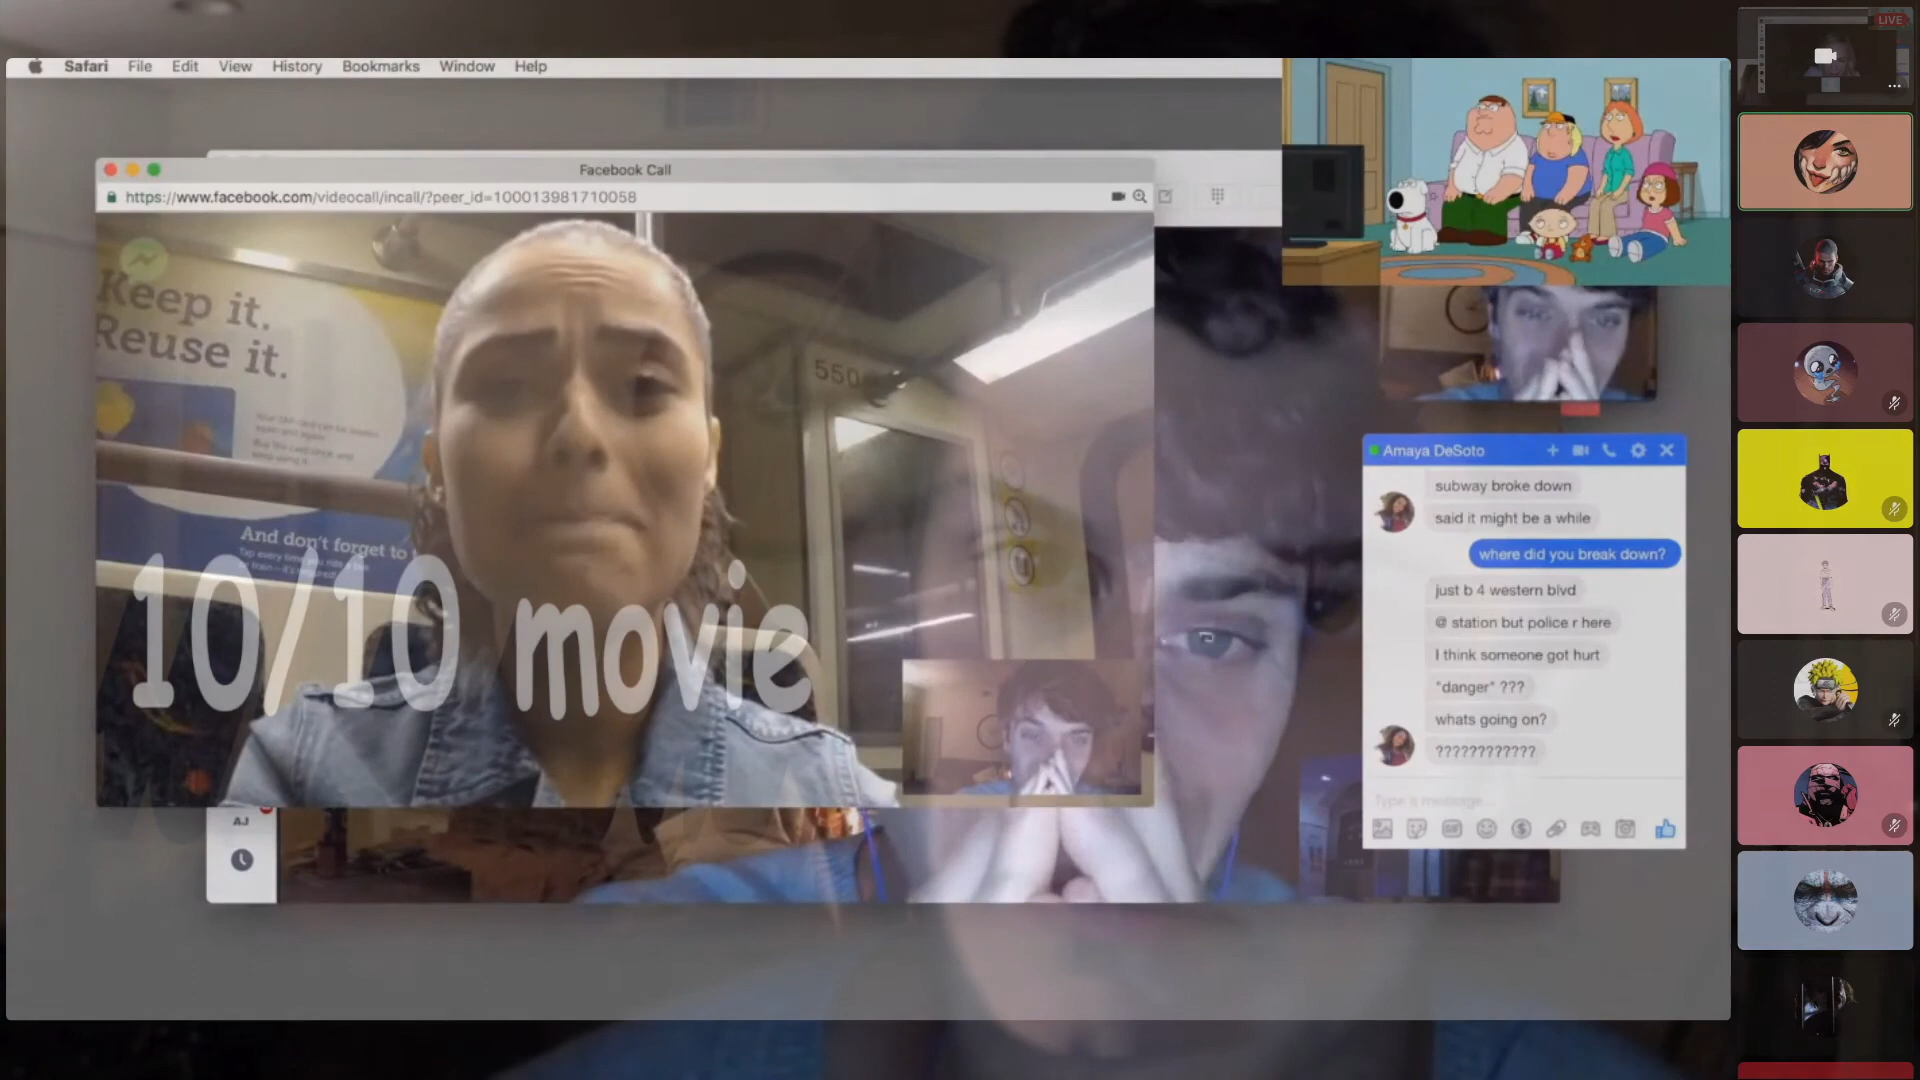 LIVE
Safari File Edit View History Bookmarks Window Help
Facebook Call
https://www.facebook.com/videocall/incall/?peer_id=100013981710058
Keep it.
Reuse it.
550
And don't forget to
10/10 movie
AJ
Amaya DeSoto
subway broke down
said it might be a while
where did you break down?
just b 4 western blvd
@ station but police r here
I think someone got hurt
*danger* ???
whats going on?
????????????
Type a message...